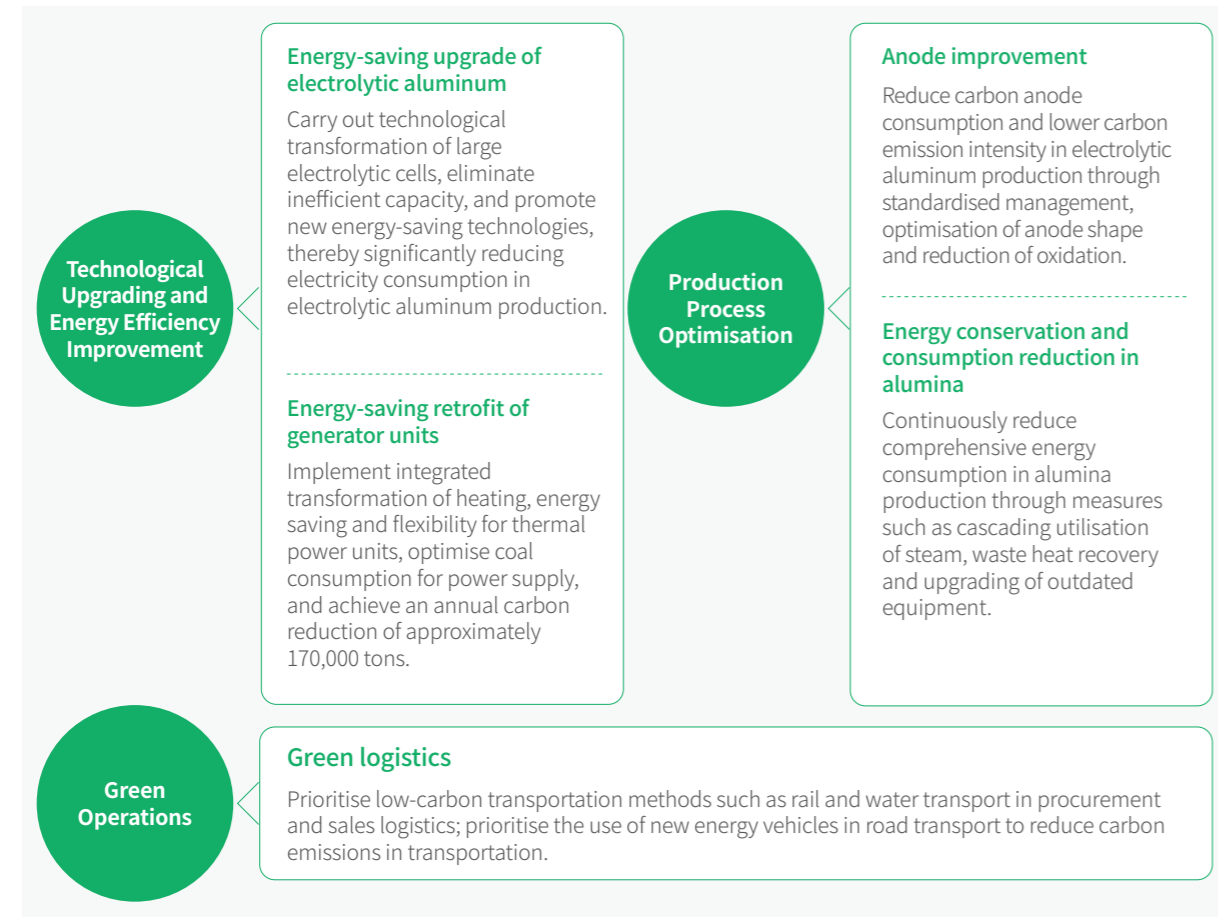 Technological
Upgrading and
Energy Efficiency
Improvement
Energy-saving upgrade of
electrolytic aluminum
Carry out technological
transformation of large
electrolytic cells, eliminate
inefficient capacity, and promote
new energy-saving technologies,
thereby significantly reducing
electricity consumption in
electrolytic aluminum production.
Energy-saving retrofit of
generator units
Implement integrated
transformation of heating, energy
saving and flexibility for thermal
power units, optimise coal
consumption for power supply,
and achieve an annual carbon
reduction of approximately
170,000 tons.
Production
Process
Optimisation
Anode improvement
Reduce carbon anode
consumption and lower carbon
emission intensity in electrolytic
aluminum production through
standardised management,
optimisation of anode shape
and reduction of oxidation.
Energy conservation and
consumption reduction in
alumina
Continuously reduce
comprehensive energy
consumption in alumina
production through measures
such as cascading utilisation
of steam, waste heat recovery
and upgrading of outdated
equipment.
Green
Operations
Green logistics
Prioritise low-carbon transportation methods such as rail and water transport in procurement
and sales logistics; prioritise the use of new energy vehicles in road transport to reduce carbon
emissions in transportation.